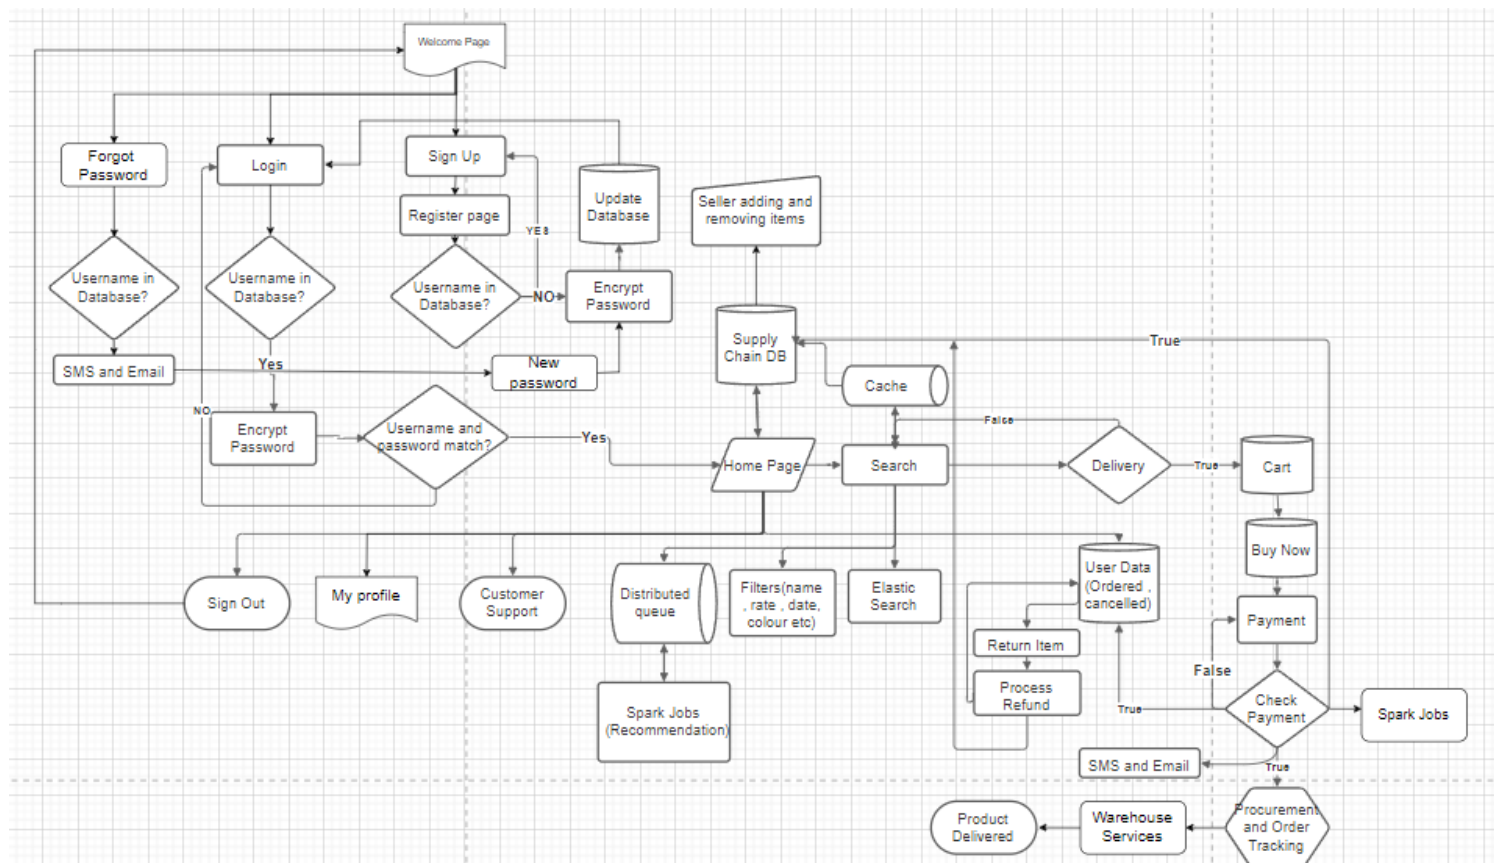 Welcome Page
Forgot
Password
Login
Sign Up
Register page
YES
Update
Database
Seller adding and
removing items
Username in
Database?
Username in
Database?
Username in
Database?
NO
Encrypt
Password
SMS and Email
Yes
New
password
Supply
Chain DB
True
Cache
NO
Encrypt
Password
Username and
password match?
Yes
Home Page
Search
False
Delivery
True
Cart
Buy Now
Sign Out
My profile
Customer
Support
Distributed
queue
Filters(name
, rate , date,
colour etc)
Elastic
Search
User Data
(Ordered ,
cancelled)
Payment
Return Item
Process
Refund
False
True
Check
Payment
Spark Jobs
Spark Jobs
(Recommendation)
SMS and Email
True
Product
Delivered
Warehouse
Services
Procurement
and Order
Tracking